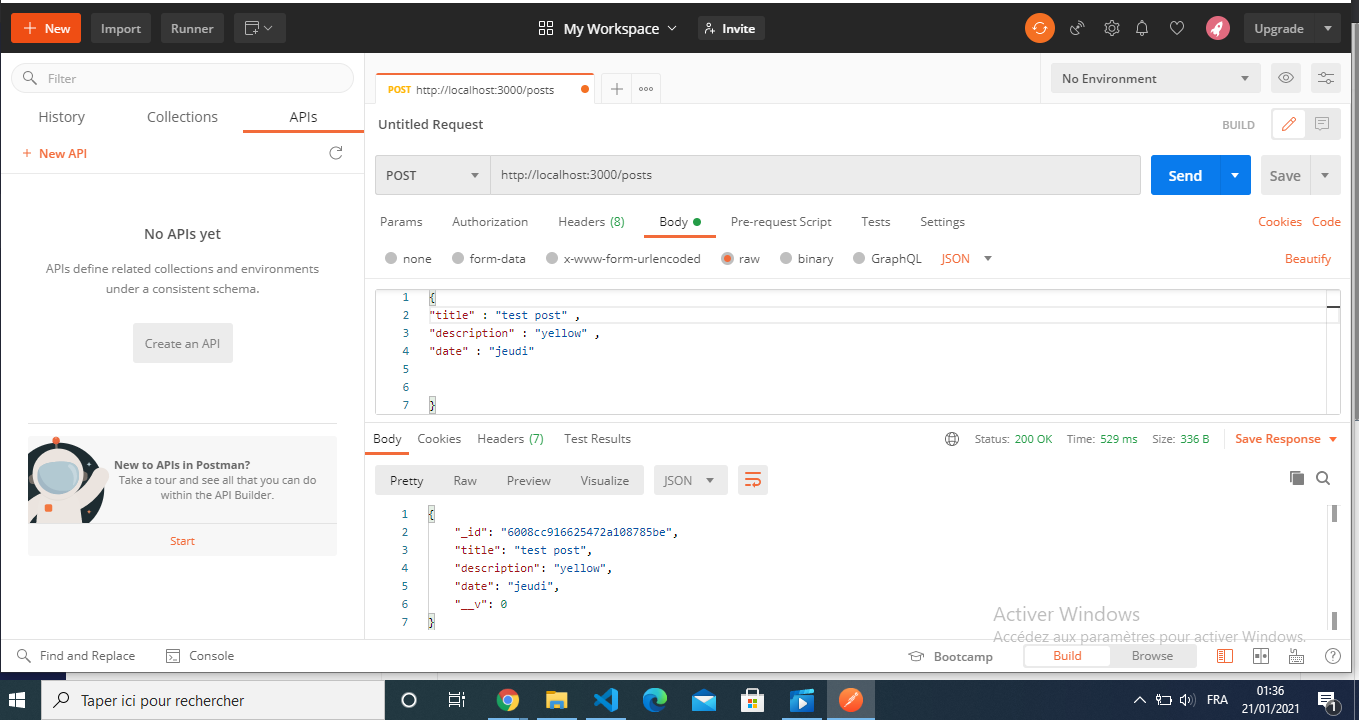 New Import Runner My Workspace Invite Upgrade
Filter
History Collections APIs
+ New API
No APIs yet
APIs define related collections and environments
under a consistent schema.
Create an API
New to APIs in Postman?
Take a tour and see all that you can do
within the API Builder.
Start
POST http://localhost:3000/posts
No Environment
Untitled Request BUILD
POST http://localhost:3000/posts Send Save
Params Authorization Headers (8) Body Pre-request Script Tests Settings Cookies Code
none form-data x-www-form-urlencoded raw binary GraphQL JSON Beautify
1 {
2 "title" : "test post" ,
3 "description" : "yellow" ,
4 "date" : "jeudi"
5
6
7 }
Body Cookies Headers (7) Test Results Status: 200 OK Time: 529 ms Size: 336 B Save Response
Pretty Raw Preview Visualize JSON
1 {
2 "_id": "6008cc916625472a108785be",
3 "title": "test post",
4 "description": "yellow",
5 "date": "jeudi",
6 "__v": 0
7 }
Activer Windows
Accédez aux paramètres pour activer Windows.
Find and Replace Console Bootcamp Build Browse
Taper ici pour rechercher FRA 01:36
21/01/2021 1